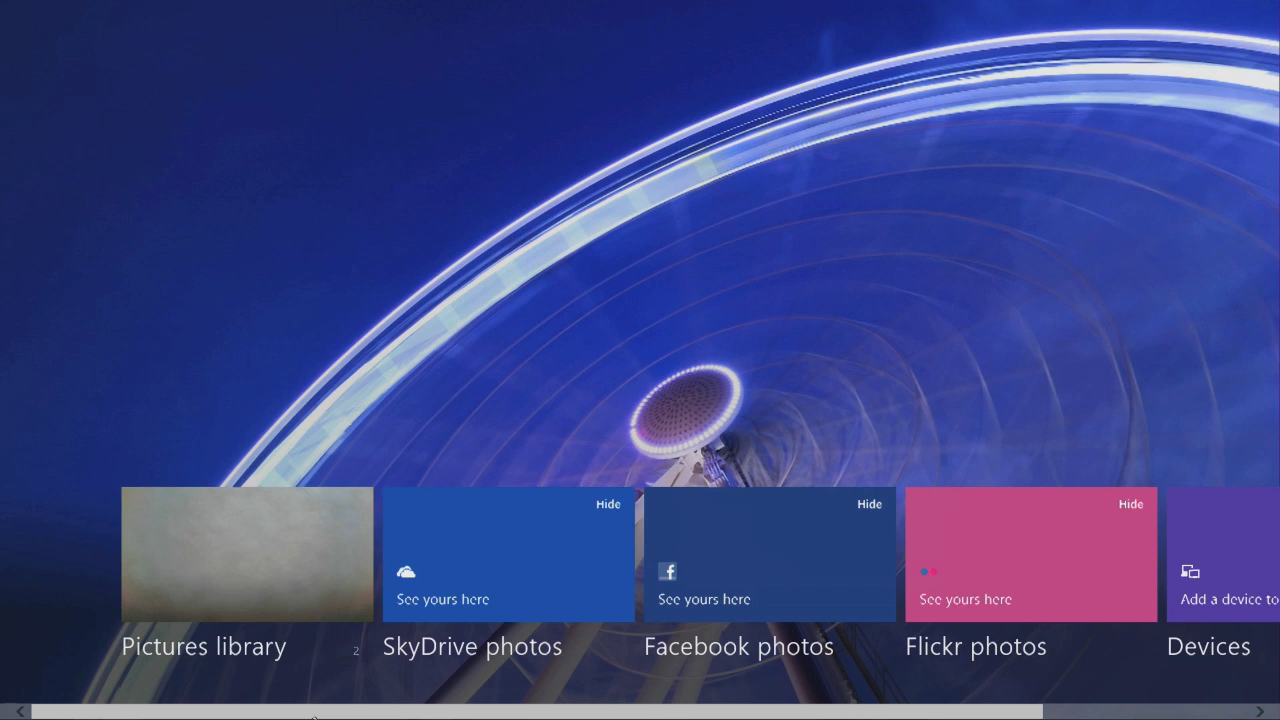 Hide
Hide
Hide
See yours here
See yours here
See yours here
Add a device to
Pictures library 2
SkyDrive photos
Facebook photos
Flickr photos
Devices